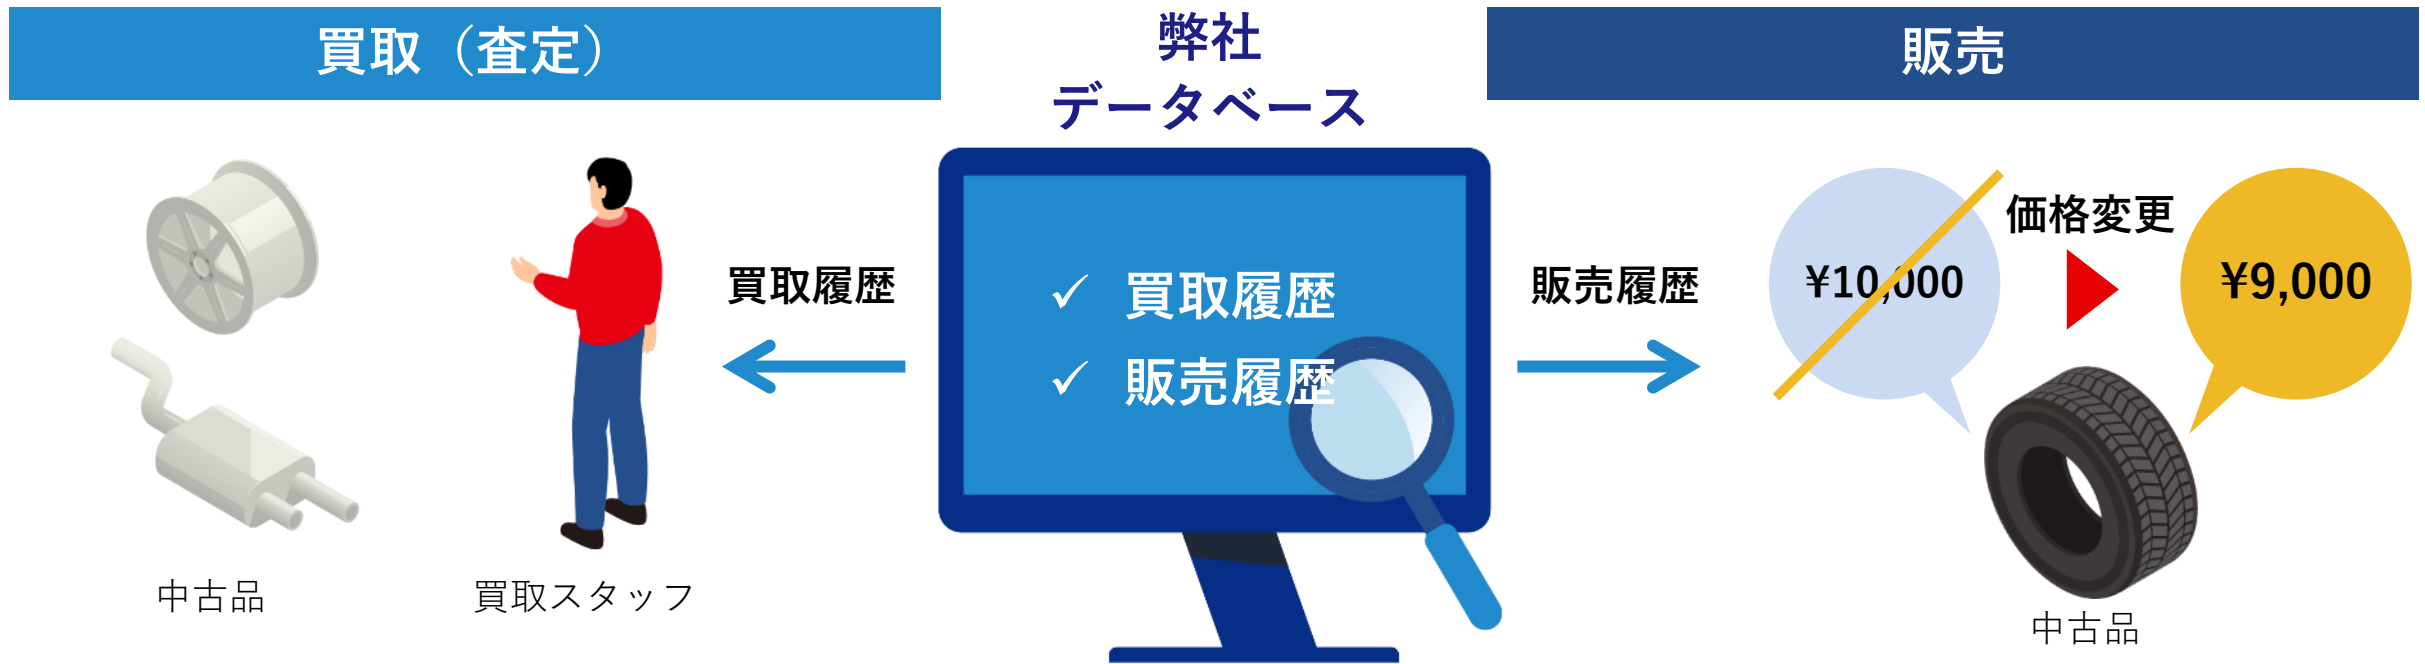 買取（査定）
弊社
データベース
販売
買取履歴
✓ 買取履歴
✓ 販売履歴
販売履歴
¥10,000
価格変更
¥9,000
中古品
買取スタッフ
中古品